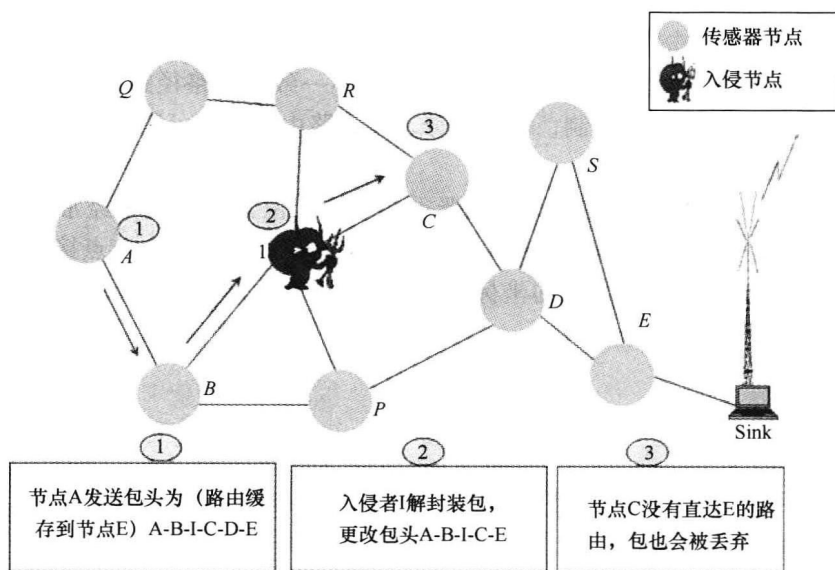 传感器节点
入侵节点
Q
R
3
S
2
1
A
1
C
D
E
B
P
Sink
1
节点A发送包头为（路由缓
存到节点E）A-B-I-C-D-E
2
入侵者I解封装包，
更改包头A-B-I-C-E
3
节点C没有直达E的路
由，包也会被丢弃